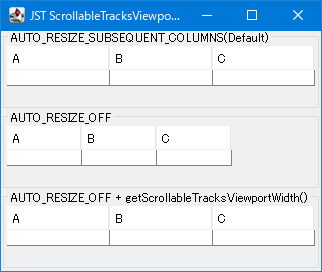 JST ScrollableTracksViewpo...
AUTO_RESIZE_SUBSEQUENT_COLUMNS(Default)
A B C
AUTO_RESIZE_OFF
A B C
AUTO_RESIZE_OFF + getScrollableTracksViewportWidth()
A B C